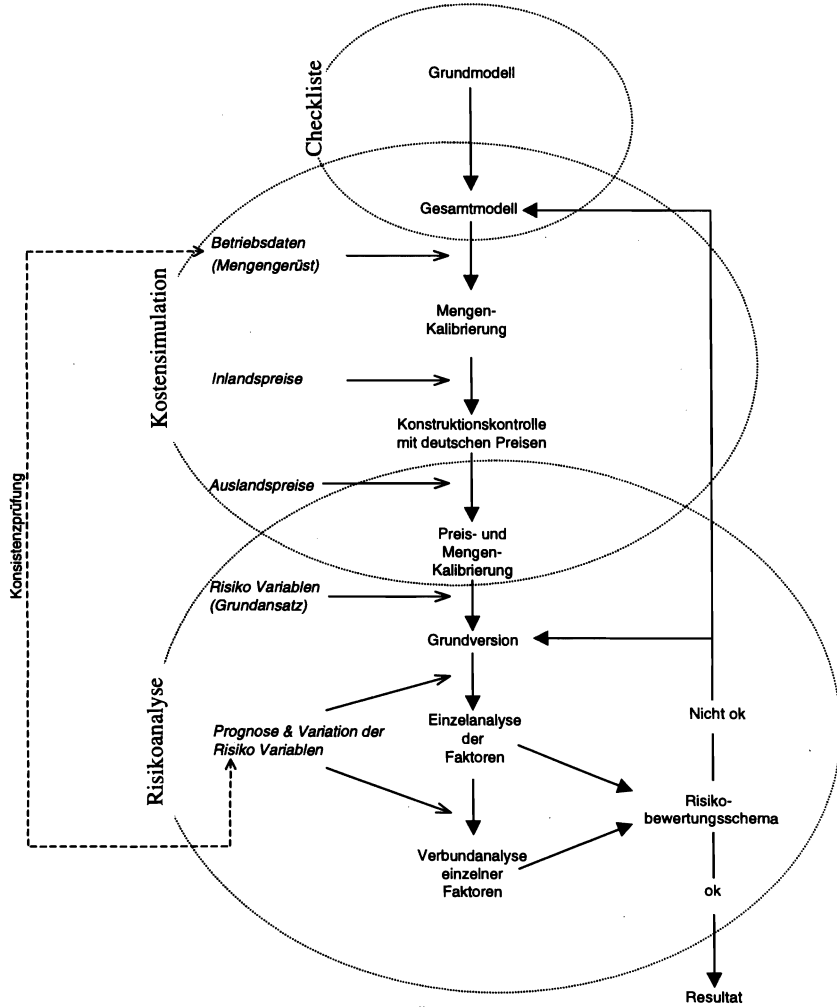 Grundmodell
Checkliste
Gesamtmodell
Betriebsdaten
(Mengengerüst)
Kostensimulation
Mengen-
Kalibrierung
Inlandspreise
Konstruktionskontrolle
mit deutschen Preisen
Auslandspreise
Konsistenzprüfung
Preis- und
Mengen-
Kalibrierung
Risiko Variablen
(Grundansatz)
Grundversion
Risikoanalyse
Prognose & Variation der
Risiko Variablen
Einzelanalyse
der
Faktoren
Nicht ok
Risiko-
bewertungsschema
Verbundanalyse
einzelner
Faktoren
ok
Resultat